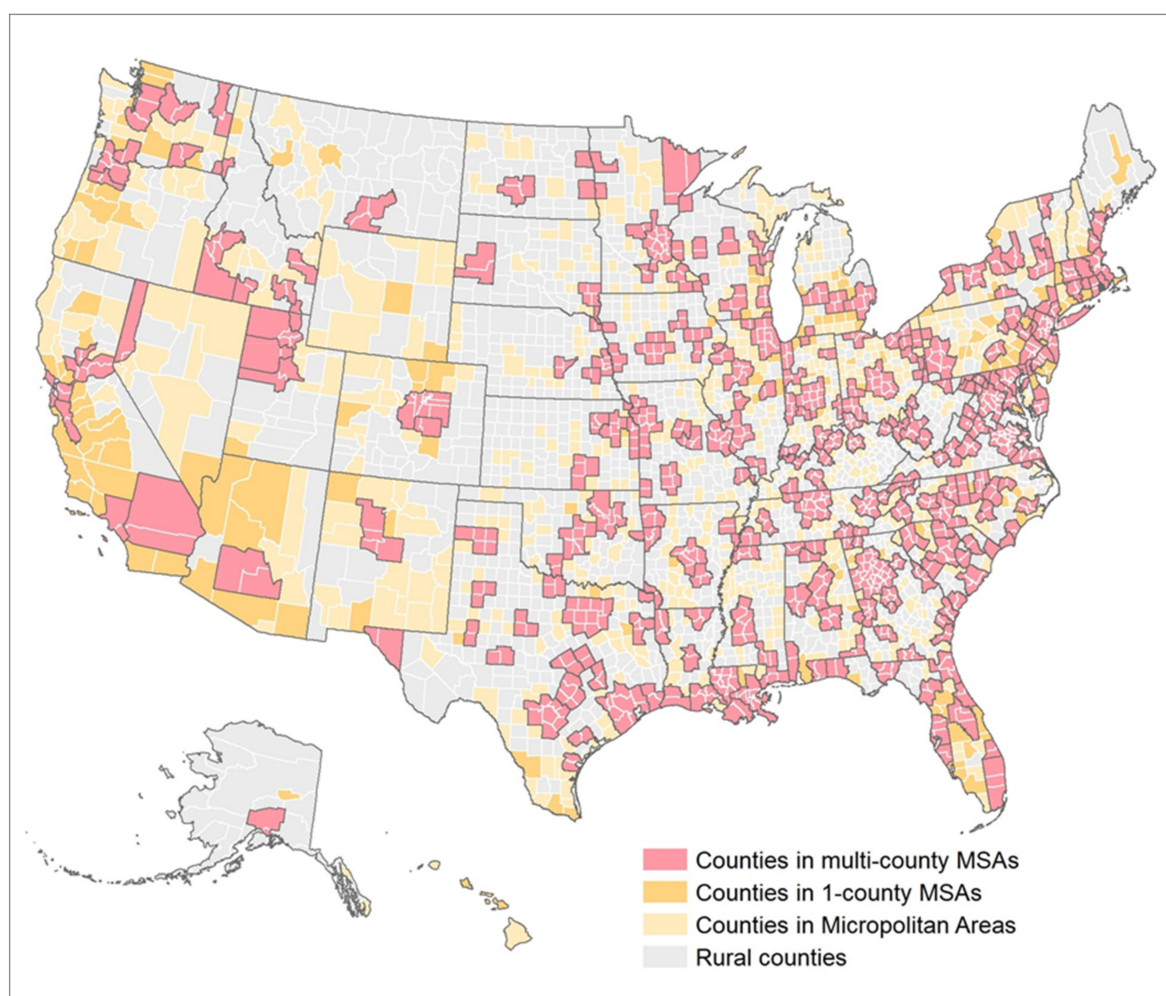 Counties in multi-county MSAs
Counties in 1-county MSAs
Counties in Micropolitan Areas
Rural counties